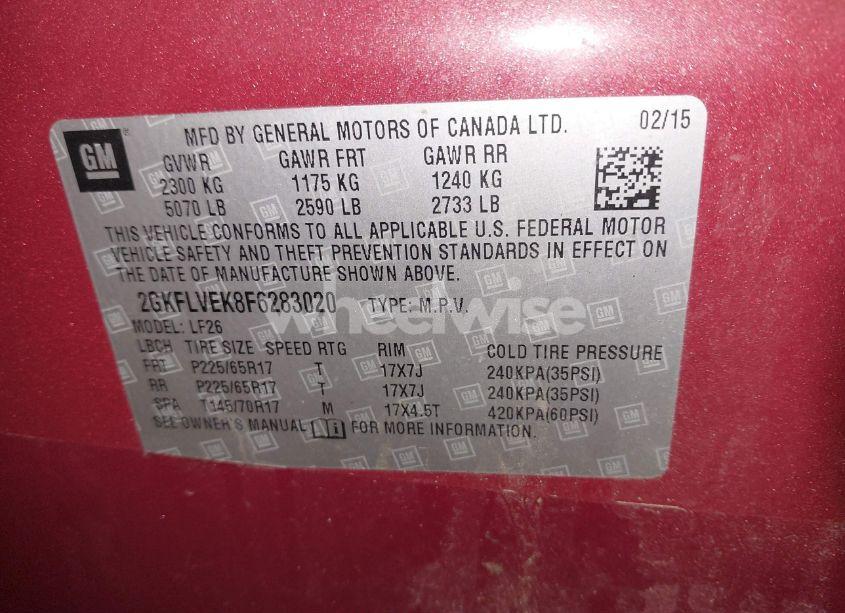 GM
MFD BY GENERAL MOTORS OF CANADA LTD. 02/15
GVWR GAWR FRT GAWR RR
2300 KG 1175 KG 1240 KG
5070 LB 2590 LB 2733 LB
THIS VEHICLE CONFORMS TO ALL APPLICABLE U.S. FEDERAL MOTOR
VEHICLE SAFETY AND THEFT PREVENTION STANDARDS IN EFFECT ON
THE DATE OF MANUFACTURE SHOWN ABOVE.
2GKFLVEK8F6283020 TYPE: M.P.V.
wheelwise
MODEL: LF26
LBCH TIRE SIZE SPEED RTG RIM COLD TIRE PRESSURE
FRT P225/65R17 T 17X7J 240KPA(35PSI)
RR P225/65R17 T 17X7J 240KPA(35PSI)
SPA T145/70R17 M 17X4.5T 420KPA(60PSI)
SEE OWNER'S MANUAL FOR MORE INFORMATION.